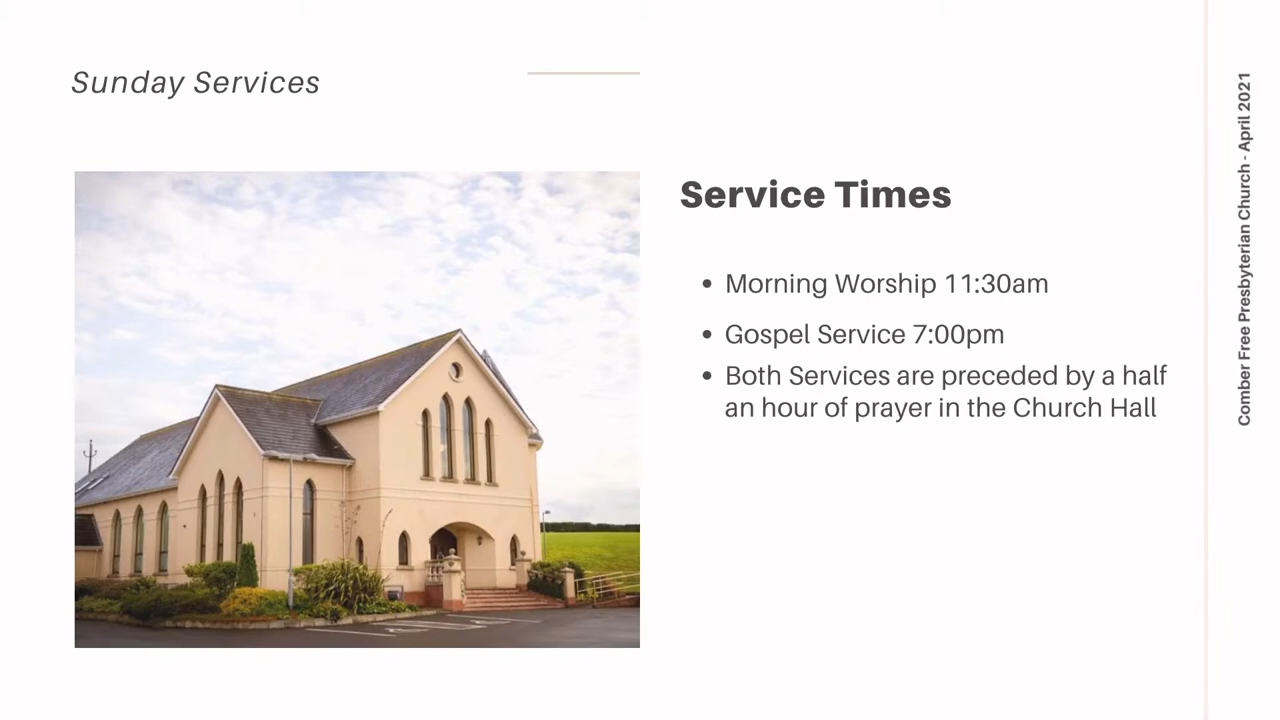 Sunday Services
Service Times
• Morning Worship 11:30am
• Gospel Service 7:00pm
• Both Services are preceded by a half
an hour of prayer in the Church Hall
Comber Free Presbyterian Church - April 2021